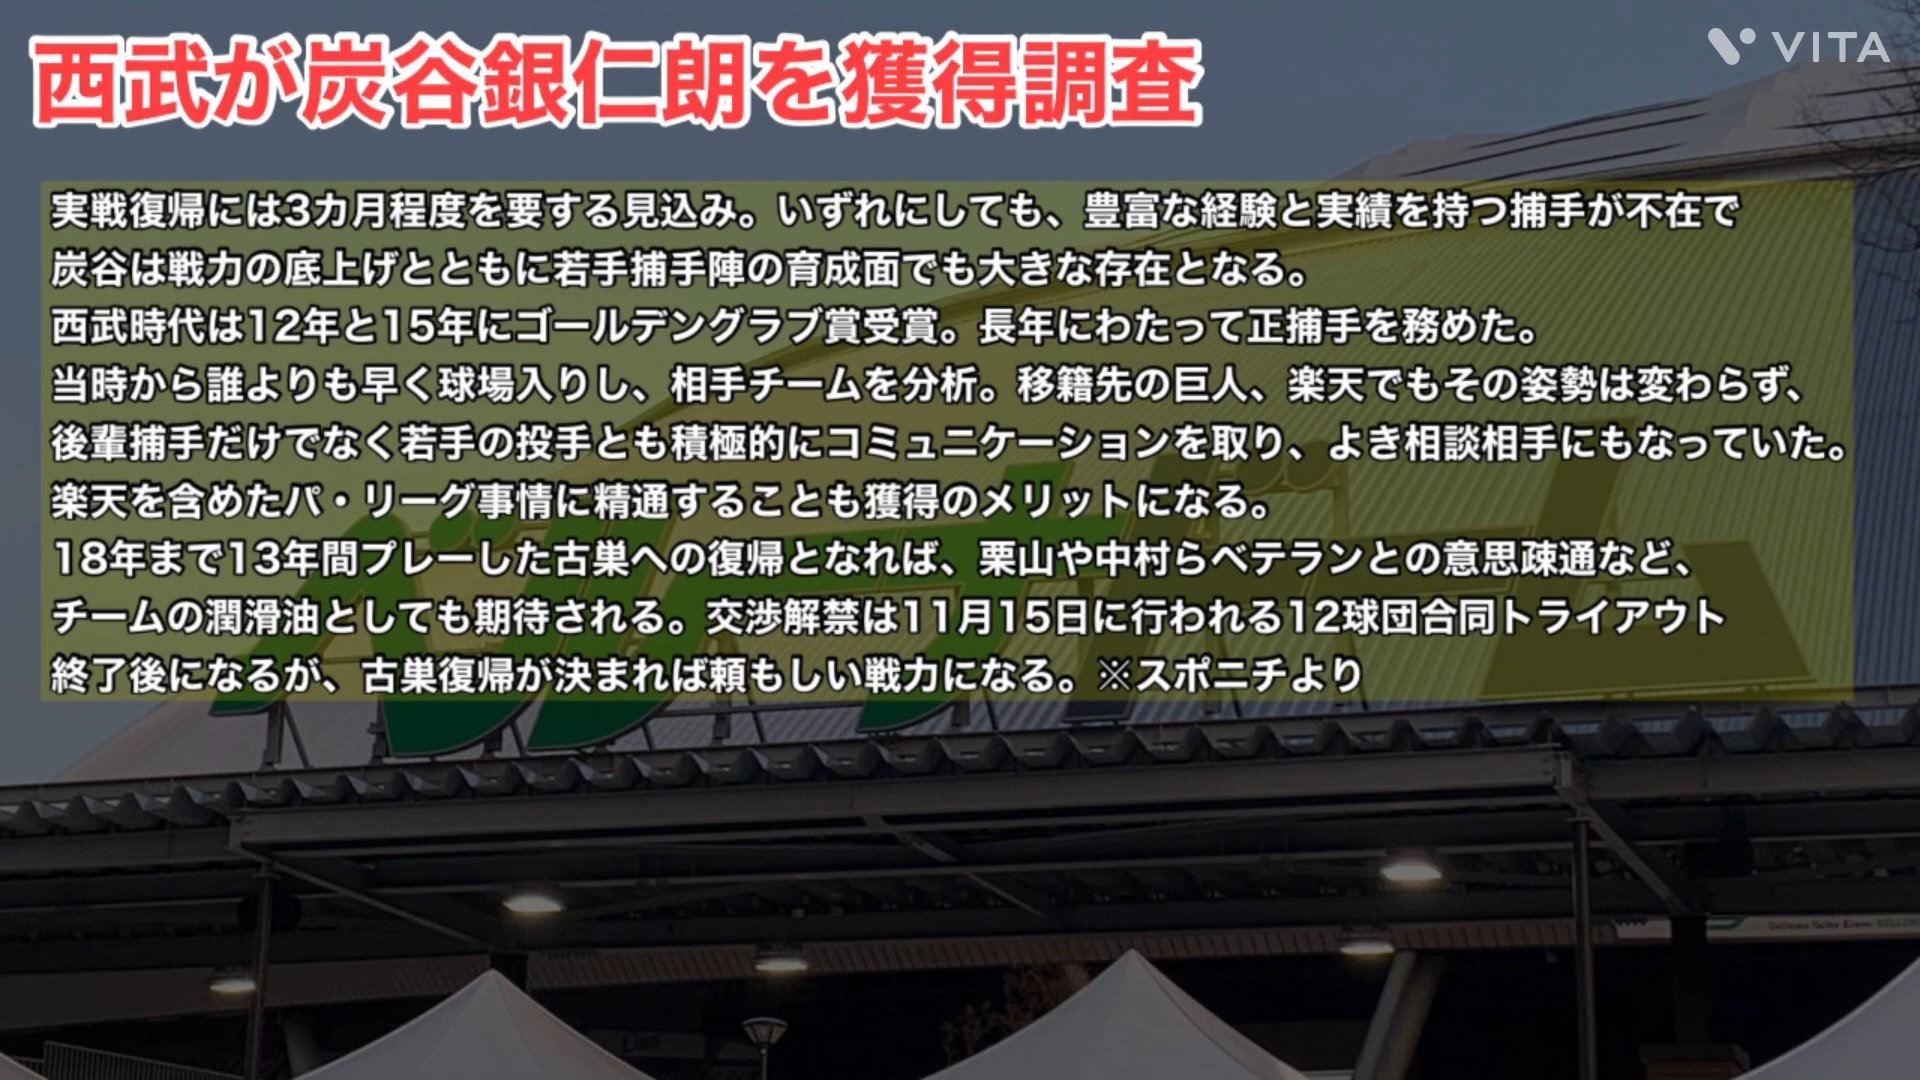 西武が炭谷銀仁朗を獲得調査
VITA
実戦復帰には3カ月程度を要する見込み。いずれにしても、豊富な経験と実績を持つ捕手が不在で
炭谷は戦力の底上げとともに若手捕手陣の育成面でも大きな存在となる。
西武時代は12年と15年にゴールデングラブ賞受賞。長年にわたって正捕手を務めた。
当時から誰よりも早く球場入りし、相手チームを分析。移籍先の巨人、楽天でもその姿勢は変わらず、
後輩捕手だけでなく若手の投手とも積極的にコミュニケーションを取り、よき相談相手にもなっていた。
楽天を含めたパ・リーグ事情に精通することも獲得のメリットになる。
18年まで13年間プレーした古巣への復帰となれば、栗山や中村らベテランとの意思疎通など、
チームの潤滑油としても期待される。交渉解禁は11月15日に行われる12球団合同トライアウト
終了後になるが、古巣復帰が決まれば頼もしい戦力になる。※スポニチより
ベルーナドーム